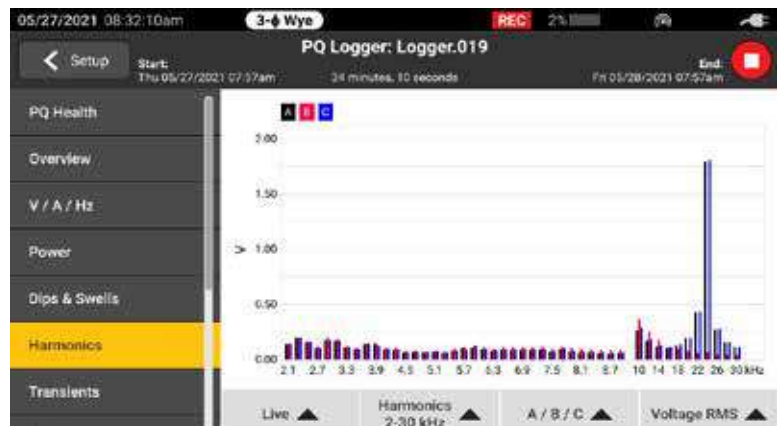 05/27/2021 08:32:10am 3-ϕ Wye REC 2%
Setup
PQ Logger: Logger.019
Start:
Thu 05/27/2021 07:57am
34 minutes, 10 seconds
End:
Fri 05/28/2021 07:57am
PQ Health
Overview
V / A / Hz
Power
Dips & Swells
Harmonics
Transients
A B C
2.00
1.50
1.00
0.50
0.00
V
2.1 2.7 3.3 3.9 4.5 5.1 5.7 6.3 6.9 7.5 8.1 8.7 10 14 18 22 26 30 kHz
Live
Harmonics
2-30 kHz
A / B / C
Voltage RMS